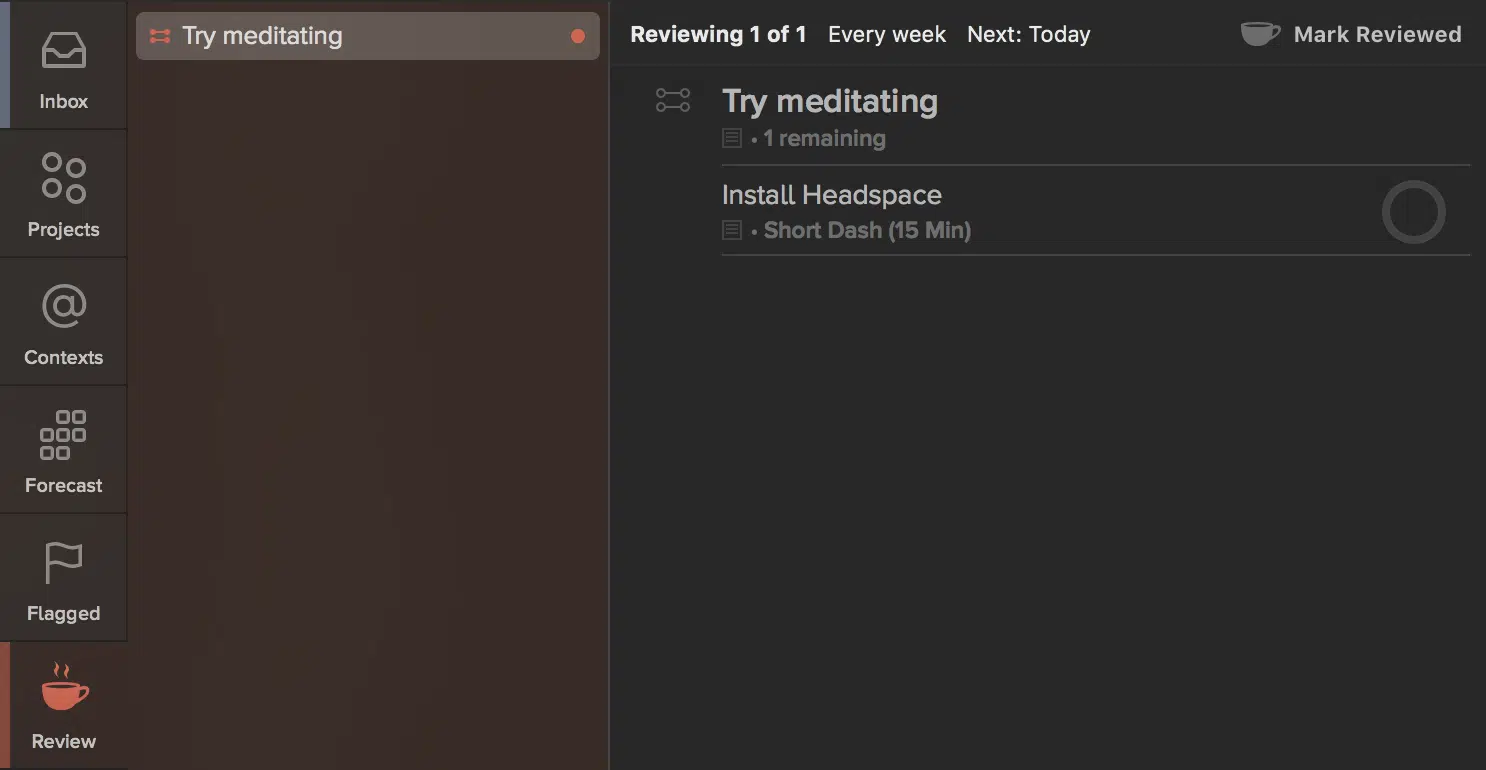 Inbox
Projects
Contexts
Forecast
Flagged
Review
Try meditating
Reviewing 1 of 1 Every week Next: Today Mark Reviewed
Try meditating
• 1 remaining
Install Headspace
• Short Dash (15 Min)